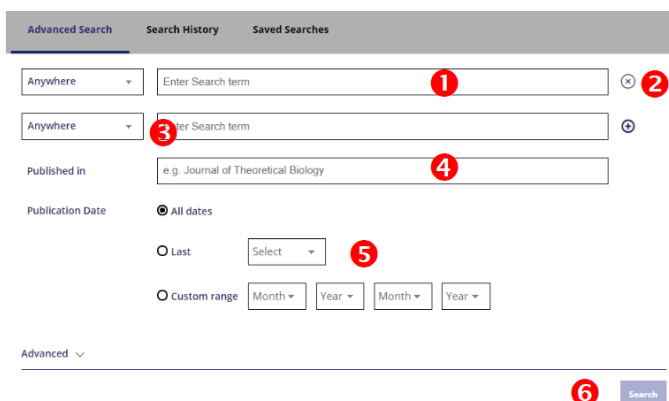 Advanced Search Search History Saved Searches
Anywhere Enter Search term 1 2
Anywhere 3 Enter Search term
Published in e.g. Journal of Theoretical Biology 4
Publication Date All dates
Last Select 5
Custom range Month Year Month Year
Advanced
6 Search